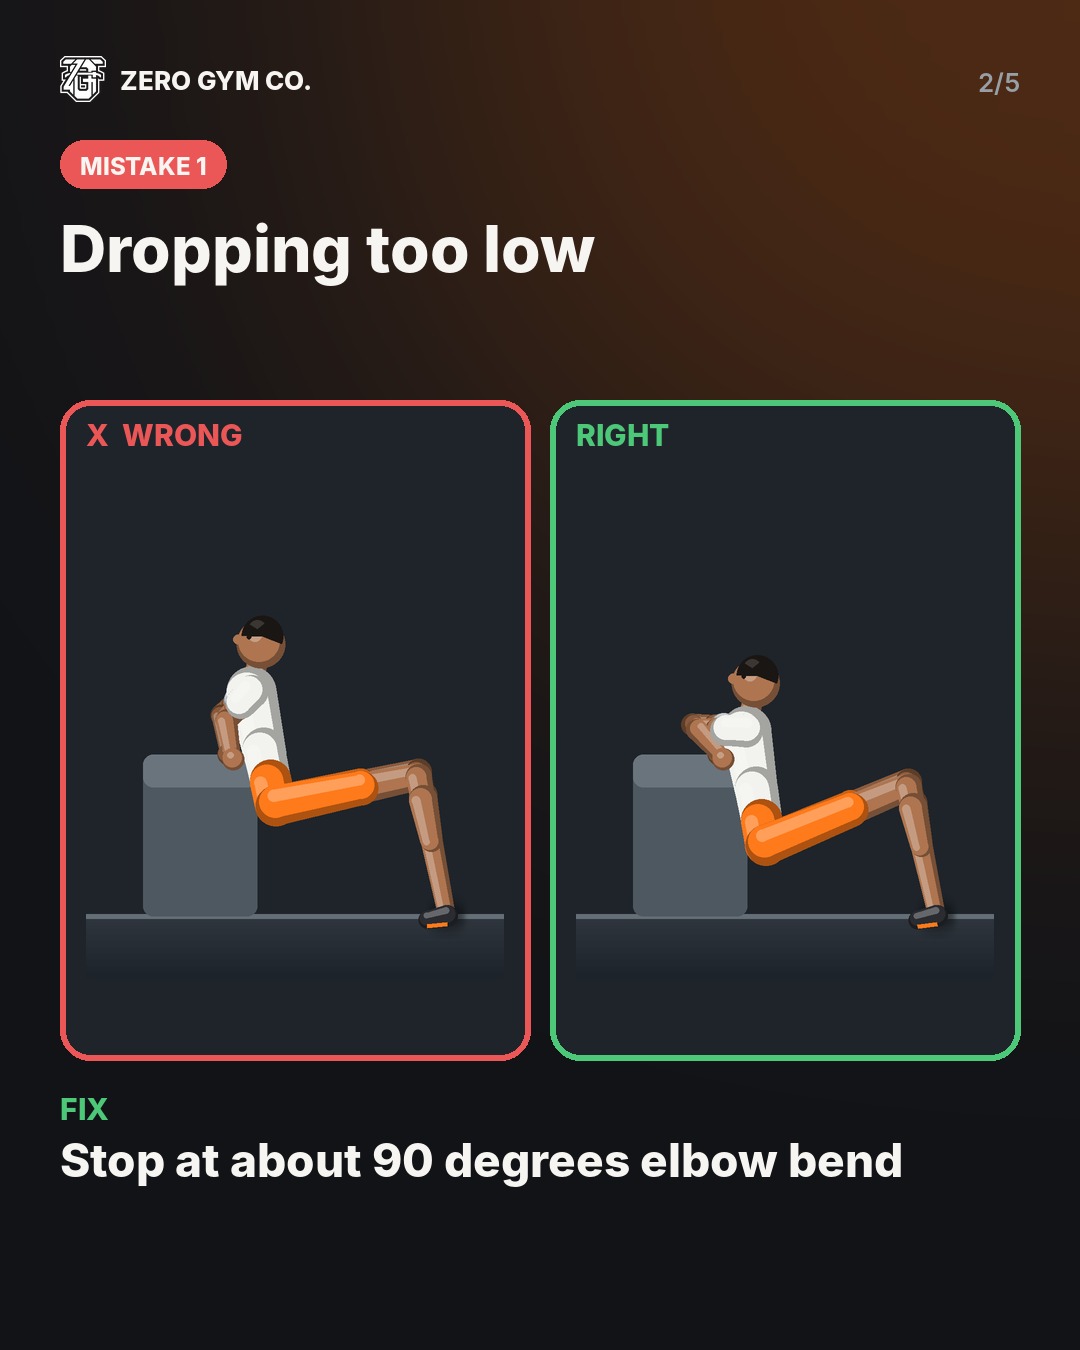 ZERO GYM CO.
2/5
MISTAKE 1
Dropping too low
X WRONG
RIGHT
FIX
Stop at about 90 degrees elbow bend